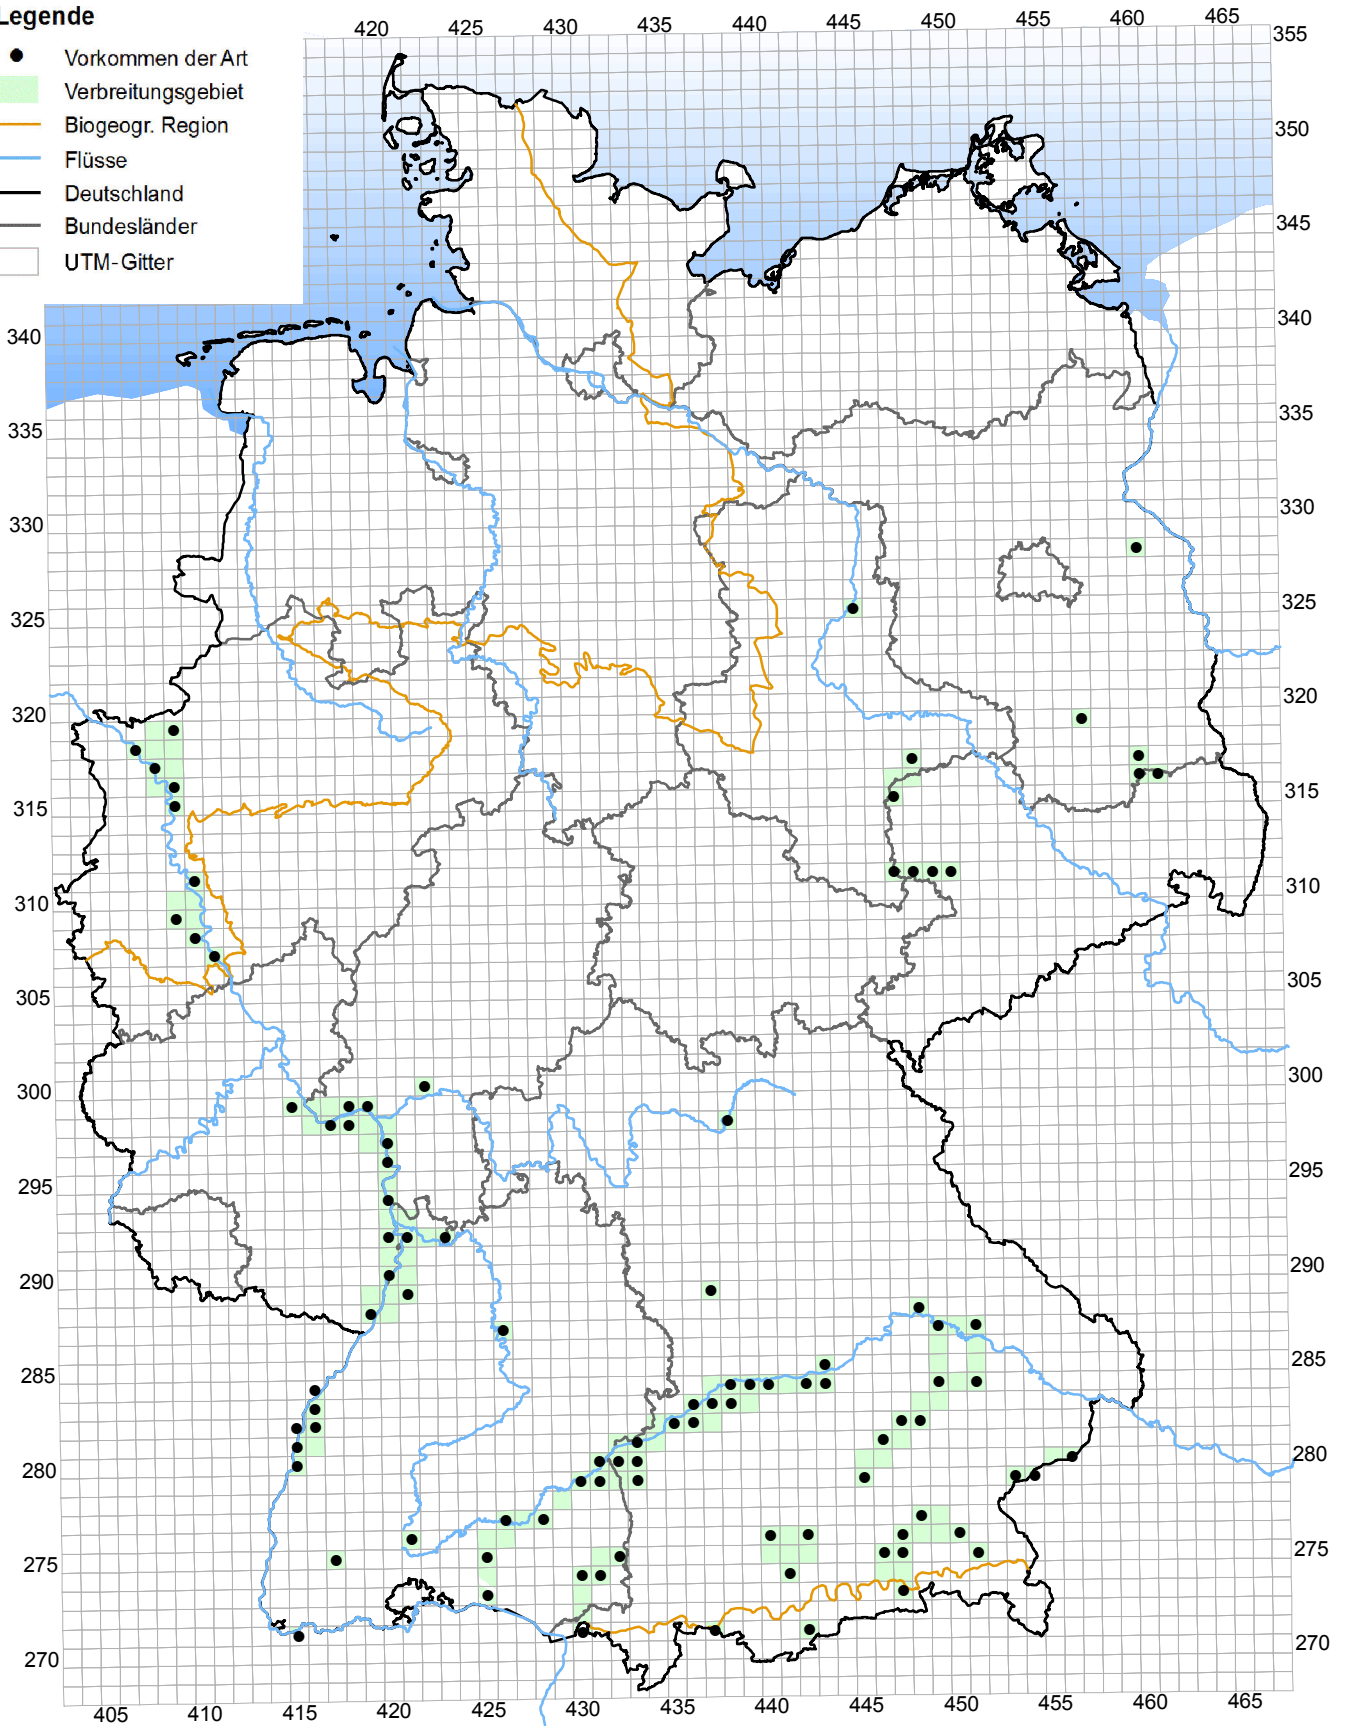 Legende
Vorkommen der Art
Verbreitungsgebiet
Biogeogr. Region
Flüsse
Deutschland
Bundesländer
UTM-Gitter
420 425 430 435 440 445 450 455 460 465
355
350
345
340 340
335 335
330 330
325 325
320 320
315 315
310 310
305 305
300 300
295 295
290 290
285 285
280 280
275 275
270 270
405 410 415 420 425 430 435 440 445 450 455 460 465